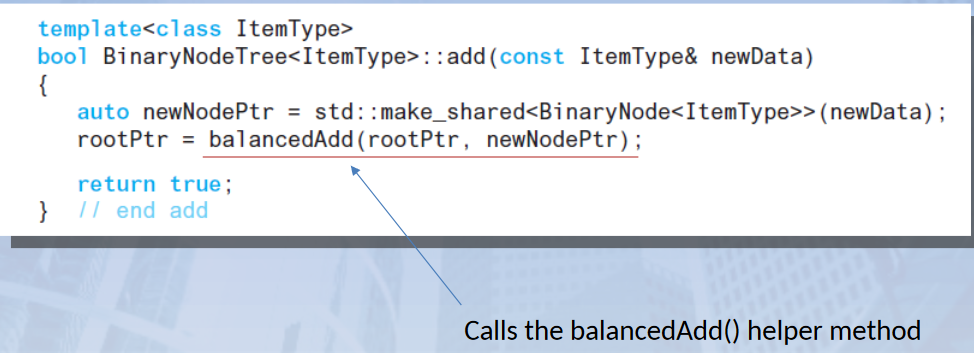 template<class ItemType>
bool BinaryNodeTree<ItemType>::add(const ItemType& newData)
{
auto newNodePtr = std::make_shared<BinaryNode<ItemType>>(newData);
rootPtr = balancedAdd(rootPtr, newNodePtr);
return true;
} // end add
Calls the balancedAdd() helper method